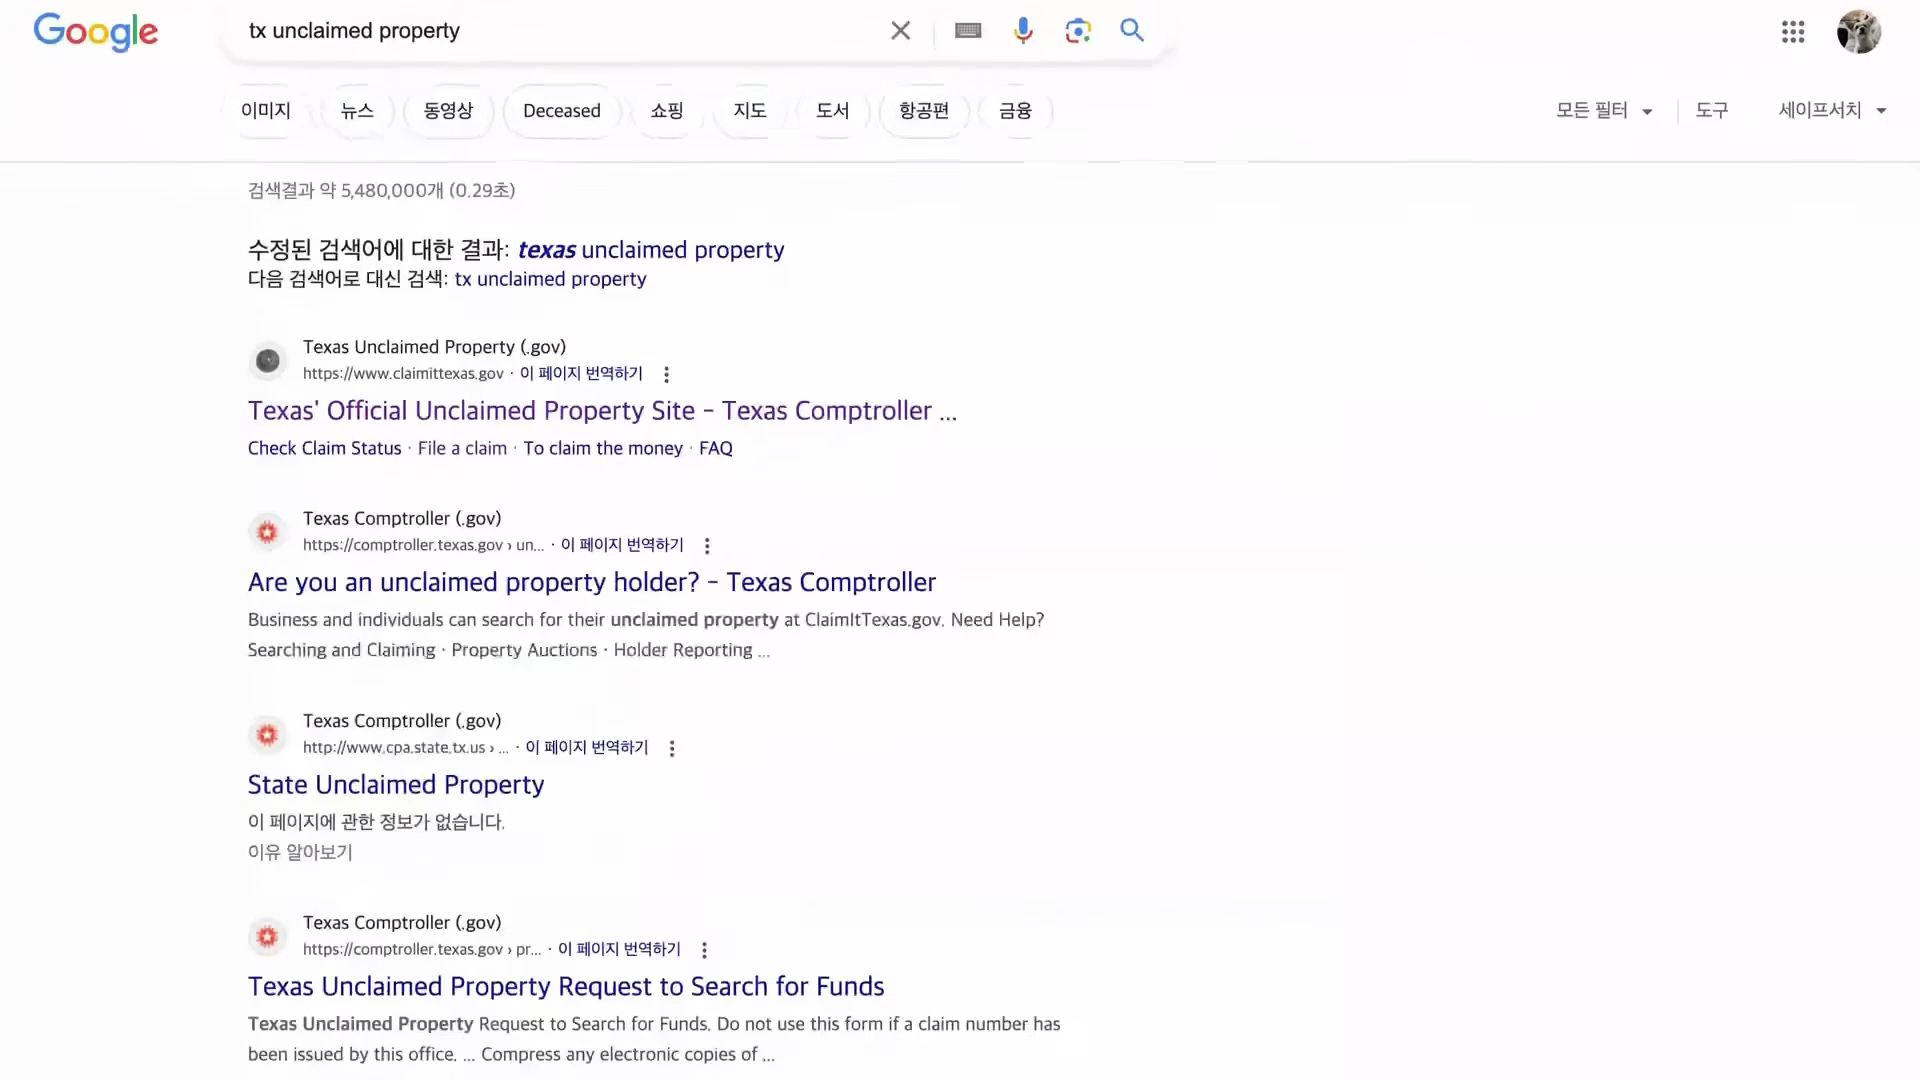 Google
tx unclaimed property
이미지 뉴스 동영상 Deceased 쇼핑 지도 도서 항공편 금융 모든 필터 도구 세이프서치
검색결과 약 5,480,000개 (0.29초)
수정된 검색어에 대한 결과: texas unclaimed property
다음 검색어로 대신 검색: tx unclaimed property
Texas Unclaimed Property (.gov)
https://www.claimittexas.gov · 이 페이지 번역하기
Texas' Official Unclaimed Property Site - Texas Comptroller ...
Check Claim Status · File a claim · To claim the money · FAQ
Texas Comptroller (.gov)
https://comptroller.texas.gov › un... · 이 페이지 번역하기
Are you an unclaimed property holder? - Texas Comptroller
Business and individuals can search for their unclaimed property at ClaimItTexas.gov. Need Help?
Searching and Claiming · Property Auctions · Holder Reporting ...
Texas Comptroller (.gov)
http://www.cpa.state.tx.us › ... · 이 페이지 번역하기
State Unclaimed Property
이 페이지에 관한 정보가 없습니다.
이유 알아보기
Texas Comptroller (.gov)
https://comptroller.texas.gov › pr... · 이 페이지 번역하기
Texas Unclaimed Property Request to Search for Funds
Texas Unclaimed Property Request to Search for Funds. Do not use this form if a claim number has
been issued by this office. ... Compress any electronic copies of ...